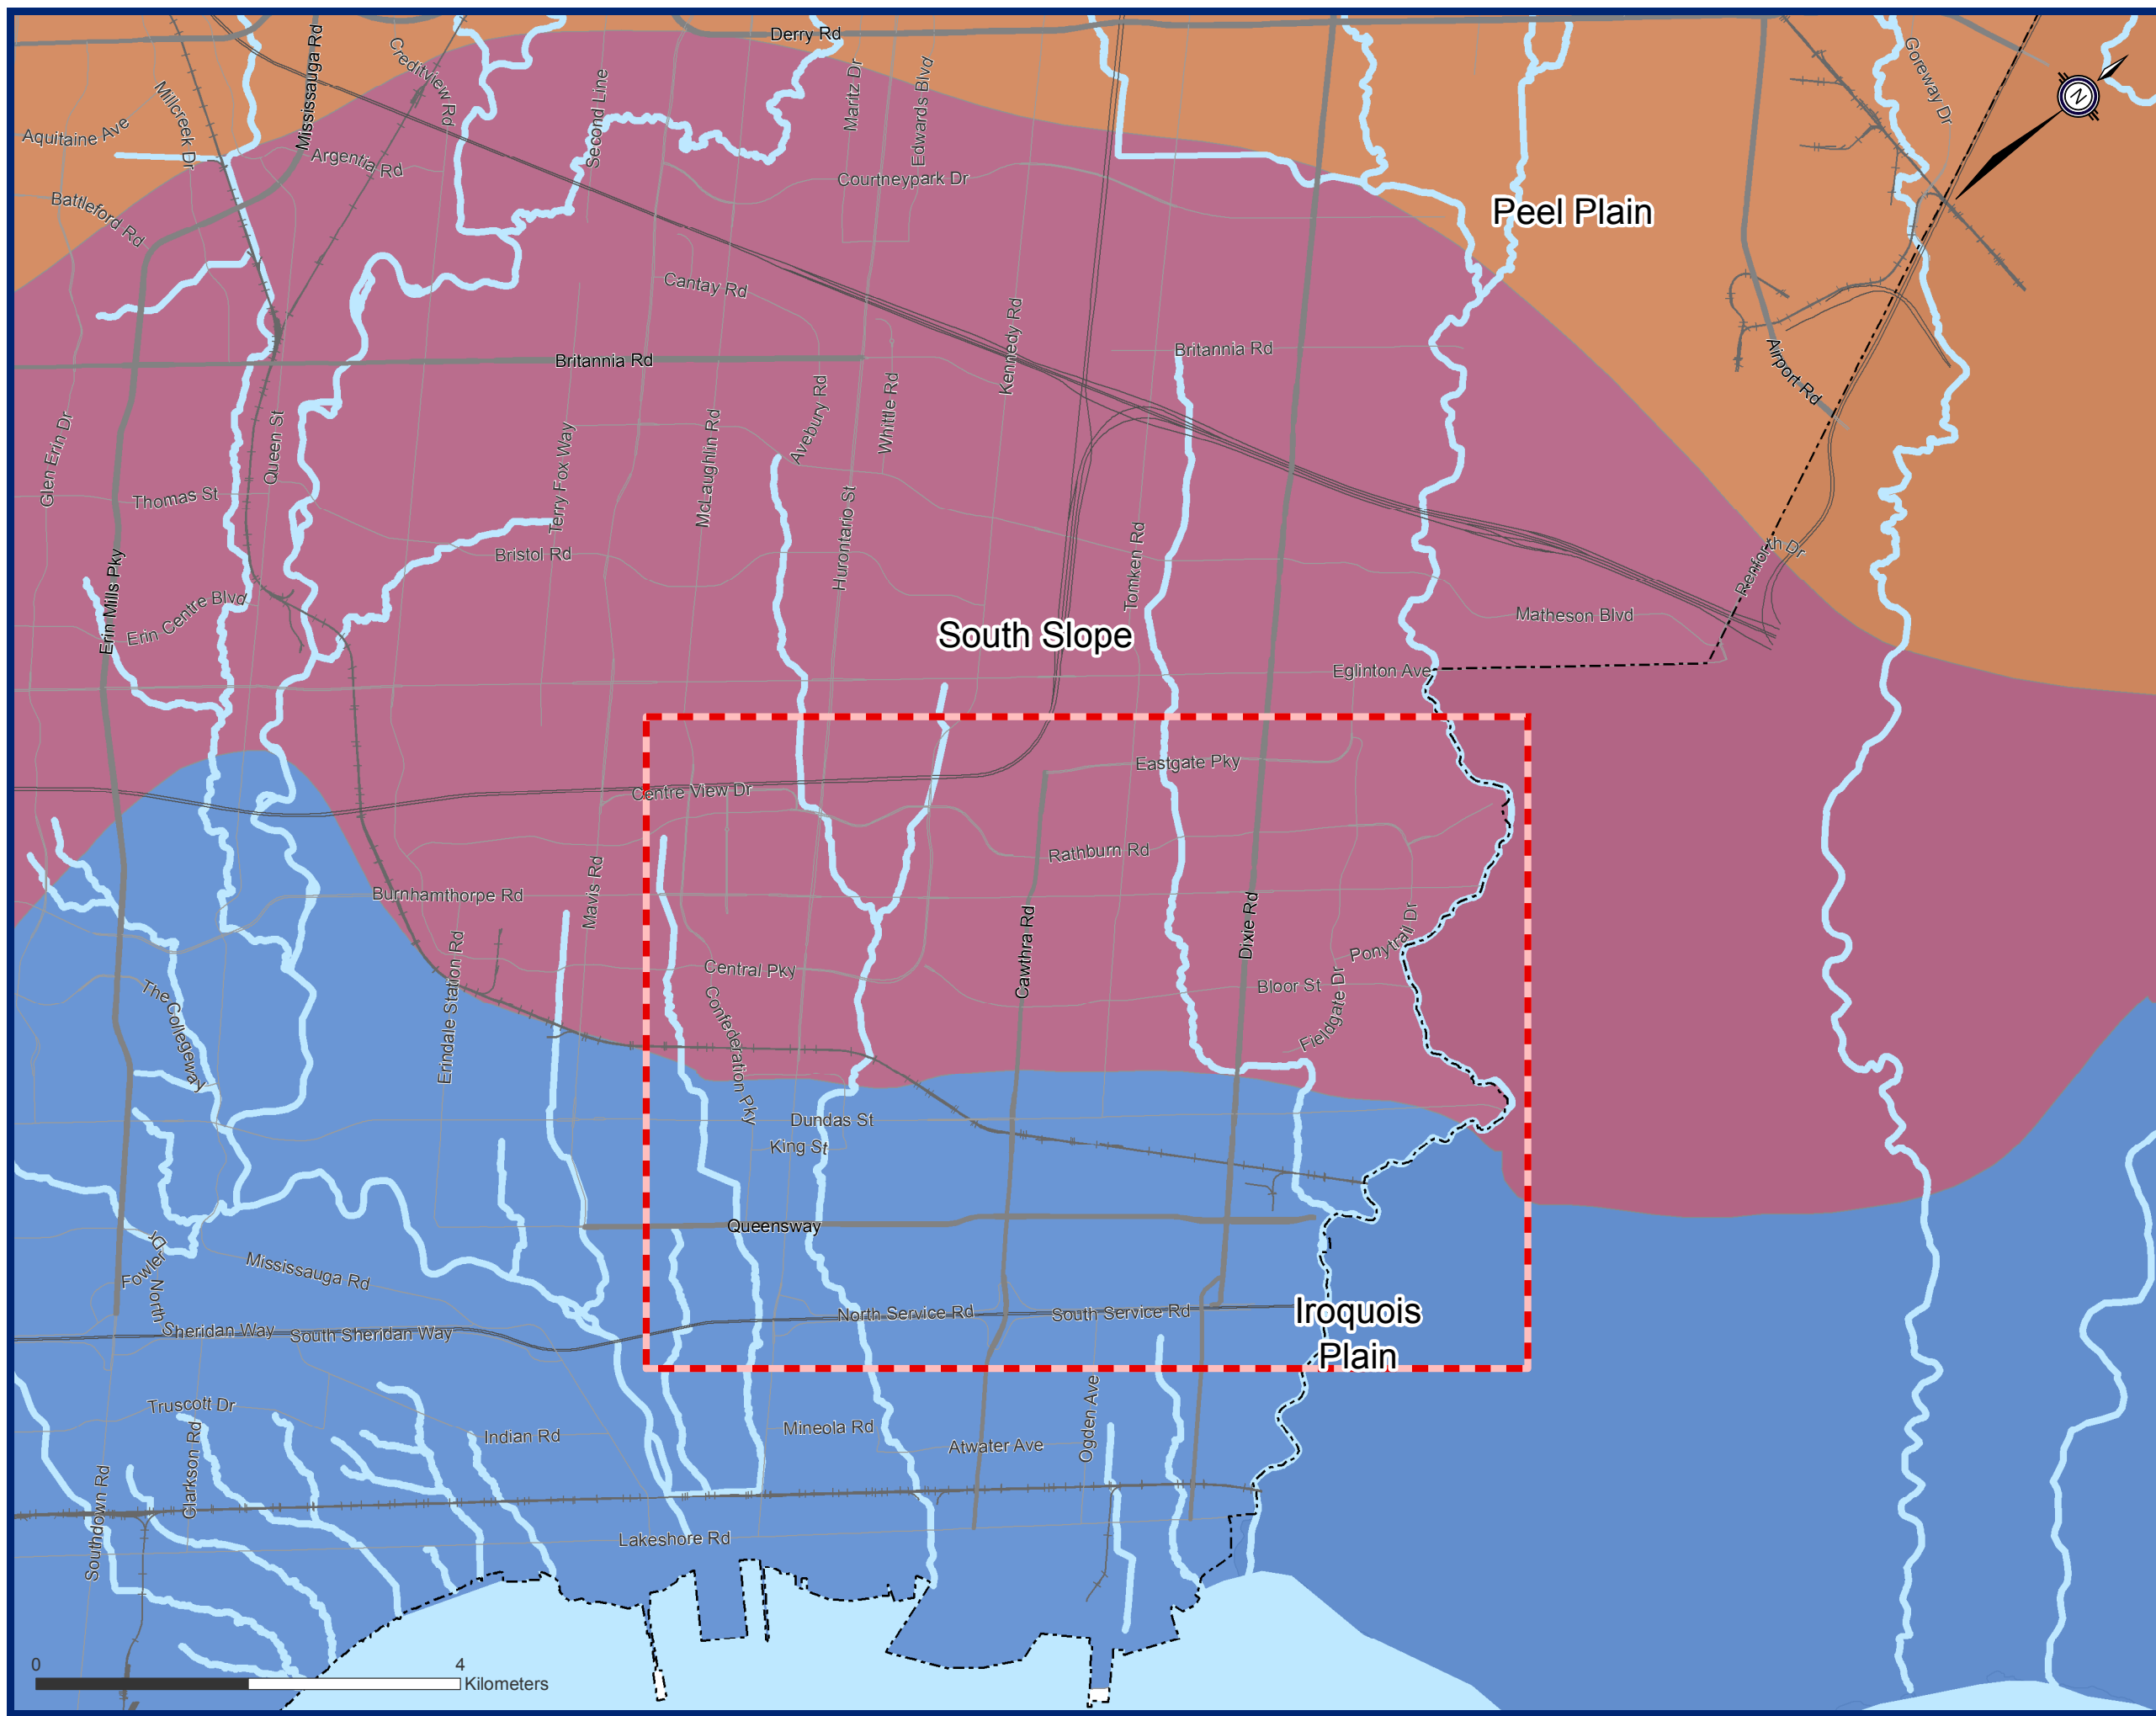 Derry Rd
Mississauga Rd
Creditview Rd
Goreway Dr
Second Line
Maritz Dr
Edwards Blvd
Millcreek Dr
N
Aquitaine Ave
Argentia Rd
Courtneypark Dr
Battleford Rd
Peel Plain
Cantay Rd
Kennedy Rd
Britannia Rd
Britannia Rd
Airport Rd
Glen Erin Dr
Queen St
Terry Fox Way
McLaughlin Rd
Avebury Rd
Whittle Rd
Thomas St
Hurontario St
Bristol Rd
Tomken Rd
Erin Mills Pky
Erin Centre Blvd
Matheson Blvd
South Slope
Eglinton Ave
Eastgate Pky
Centre View Dr
Rathburn Rd
Burnhamthorpe Rd
Mavis Rd
Cawthra Rd
Dixie Rd
Ponytrail Dr
Erindale Station Rd
Central Pky
Bloor St
Fieldgate Dr
The Collegeway
Confederation Pky
Dundas St
King St
Queensway
Fowler Dr
Mississauga Rd
North
North Service Rd
South Service Rd
Iroquois
Plain
Sheridan Way
South Sheridan Way
Truscott Dr
Clarkson Rd
Indian Rd
Mineola Rd
Atwater Ave
Ogden Ave
Southdown Rd
Lakeshore Rd
0
4
Kilometers